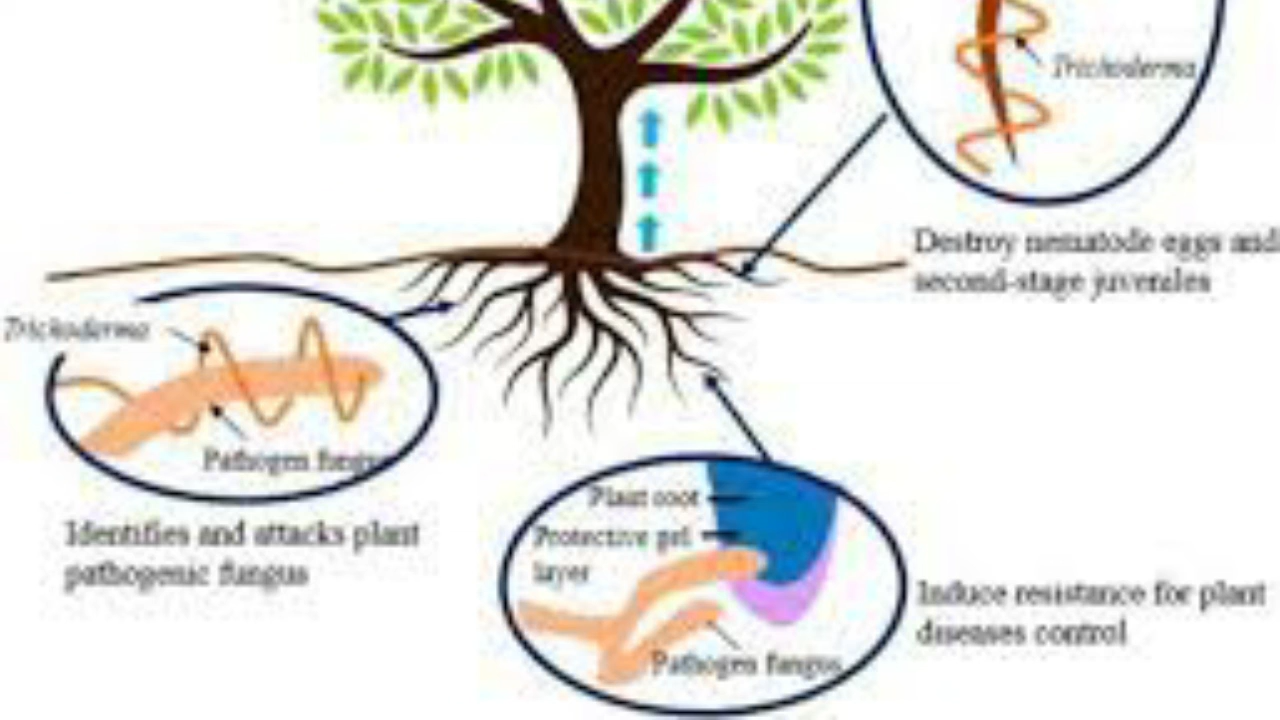 Trichoderma
Destroy nematode eggs and
second-stage juveniles
Trichoderma
Pathogen fungus
Identifies and attacks plant
pathogenic fungus
Plant root
Protective gel
layer
Pathogen fungus
Induce resistance for plant
diseases control